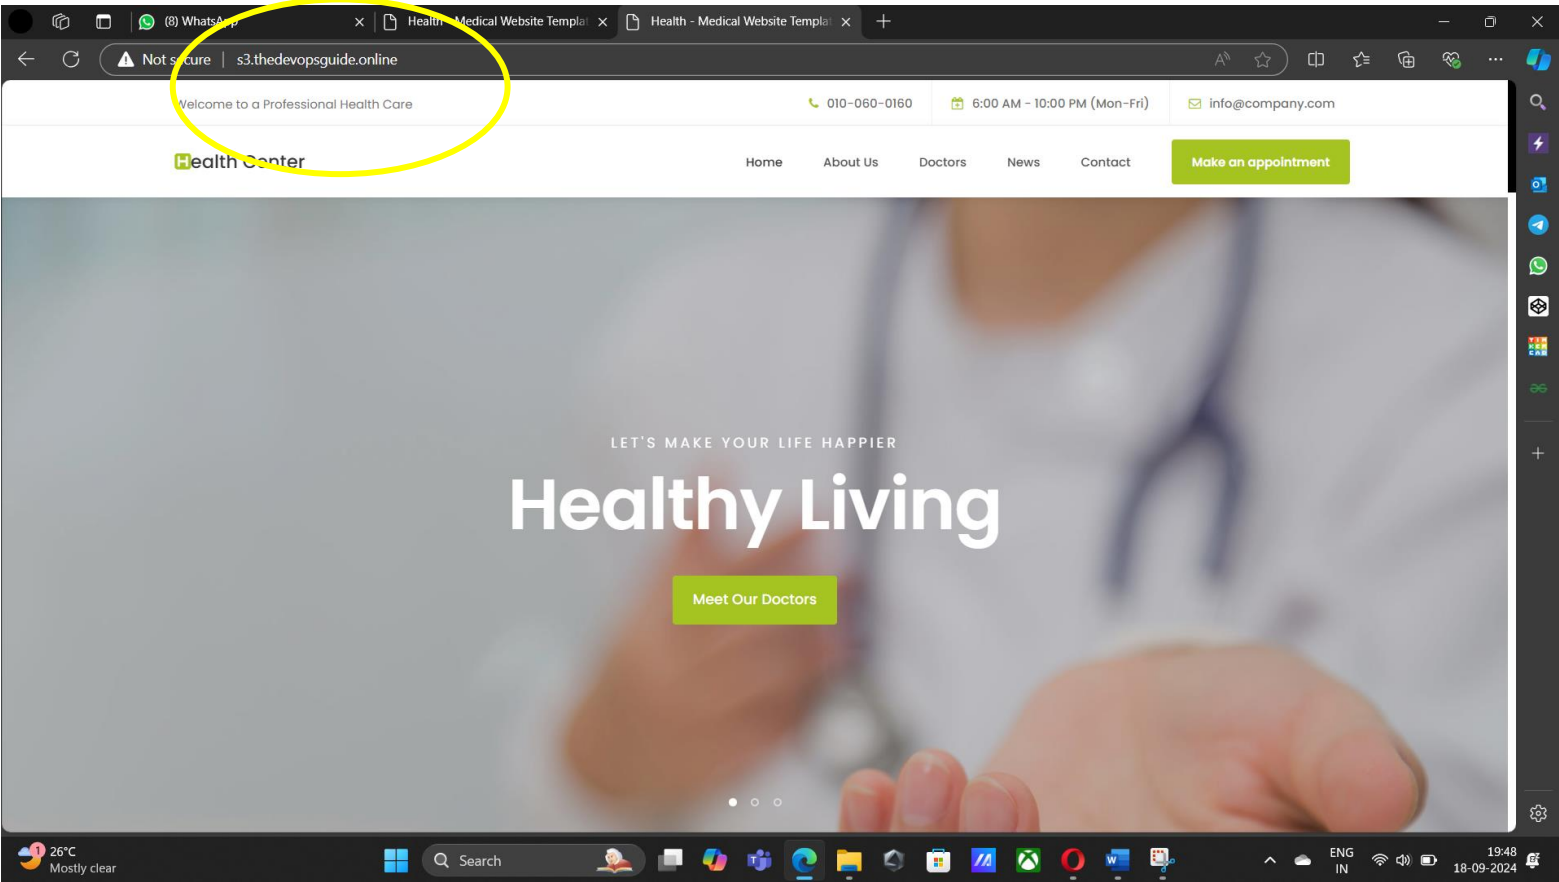 (8) WhatsApp
Health - Medical Website Templat
Health - Medical Website Templat
Not secure
s3.thedevopsguide.online
Welcome to a Professional Health Care
010-060-0160
6:00 AM - 10:00 PM (Mon-Fri)
info@company.com
Health Center
Home
About Us
Doctors
News
Contact
Make an appointment
LET'S MAKE YOUR LIFE HAPPIER
Healthy Living
Meet Our Doctors
1
26°C
Mostly clear
Search
ENG
IN
19:48
18-09-2024